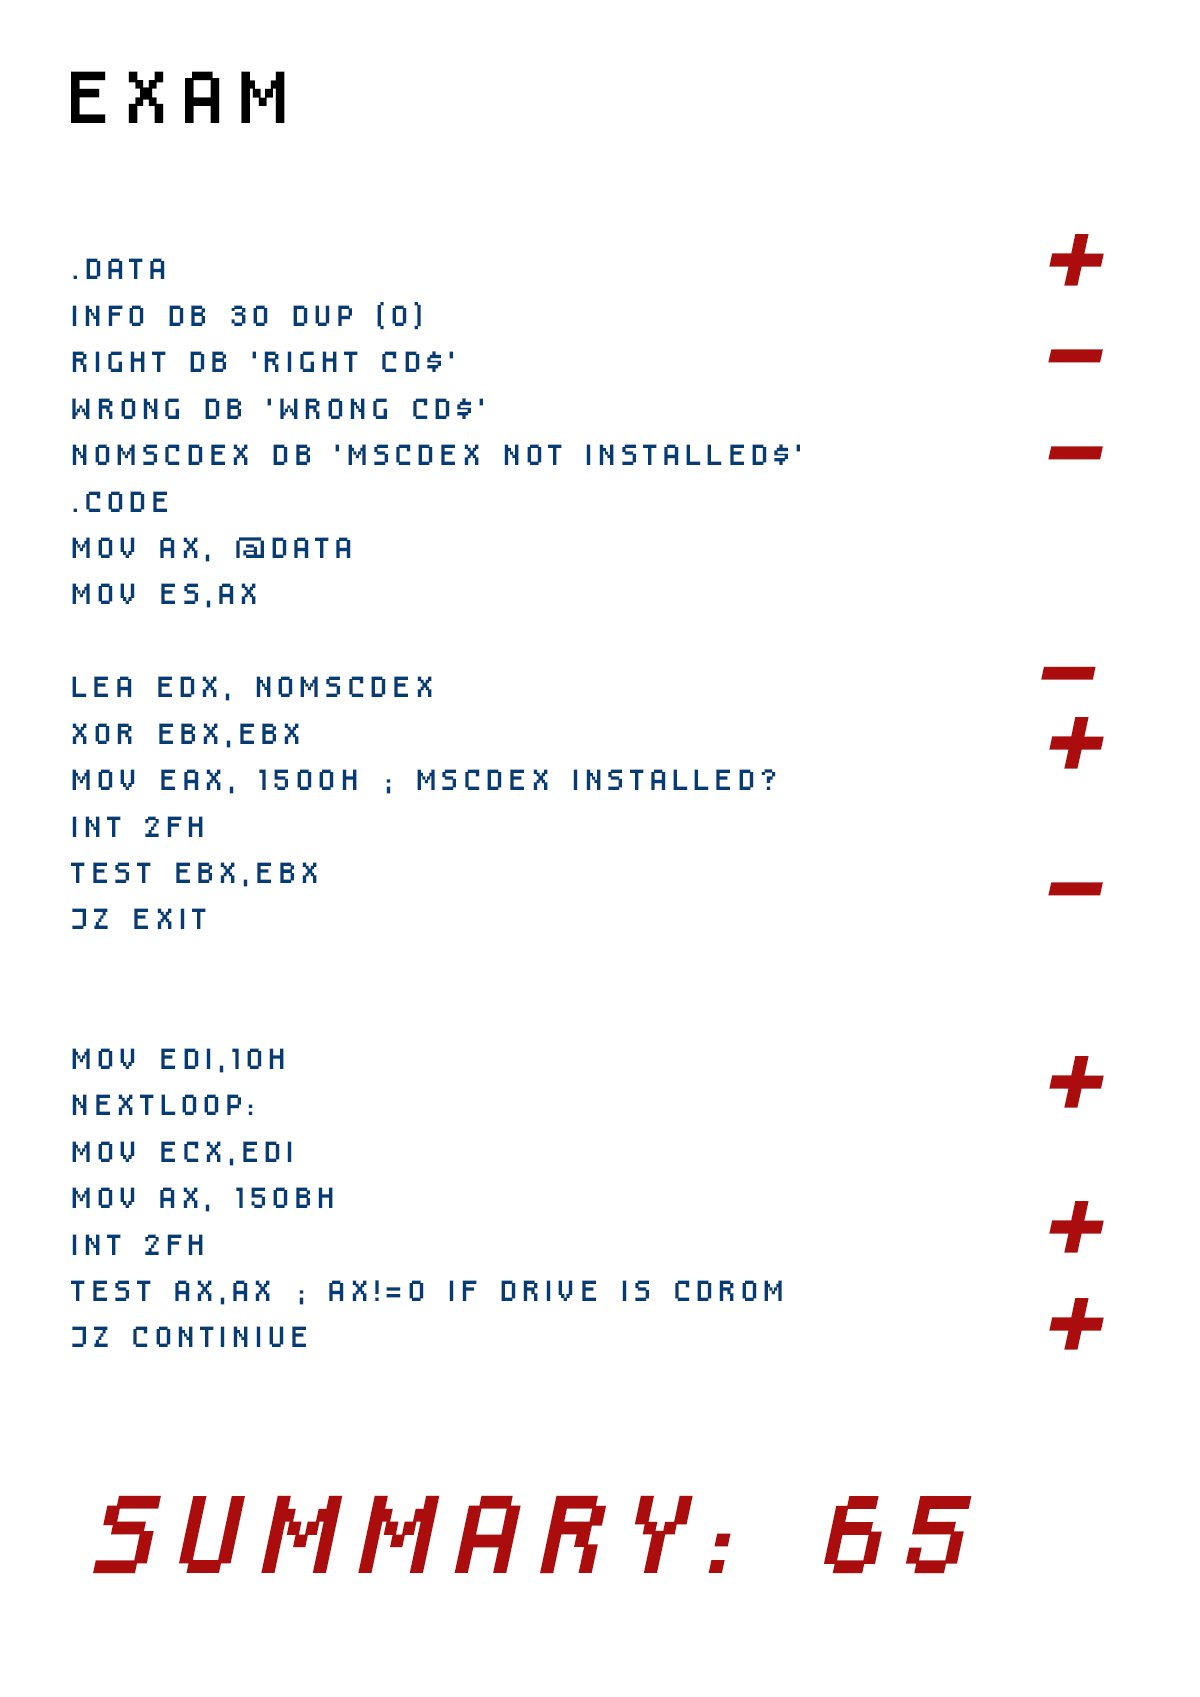 EXAM
+
.DATA
INFO DB 30 DUP (0)
RIGHT DB 'RIGHT CD$' -
WRONG DB 'WRONG CD$'
NOMSCDEX DB 'MSCDEX NOT INSTALLED$' -
.CODE
MOV AX, @DATA
MOV ES,AX
LEA EDX, NOMSCDEX -
XOR EBX,EBX +
MOV EAX, 1500H ; MSCDEX INSTALLED?
INT 2FH
TEST EBX,EBX -
JZ EXIT
MOV EDI,10H +
NEXTLOOP:
MOV ECX,EDI
MOV AX, 150BH
INT 2FH +
TEST AX,AX ; AX!=0 IF DRIVE IS CDROM
JZ CONTINIUE +
SUMMARY: 65